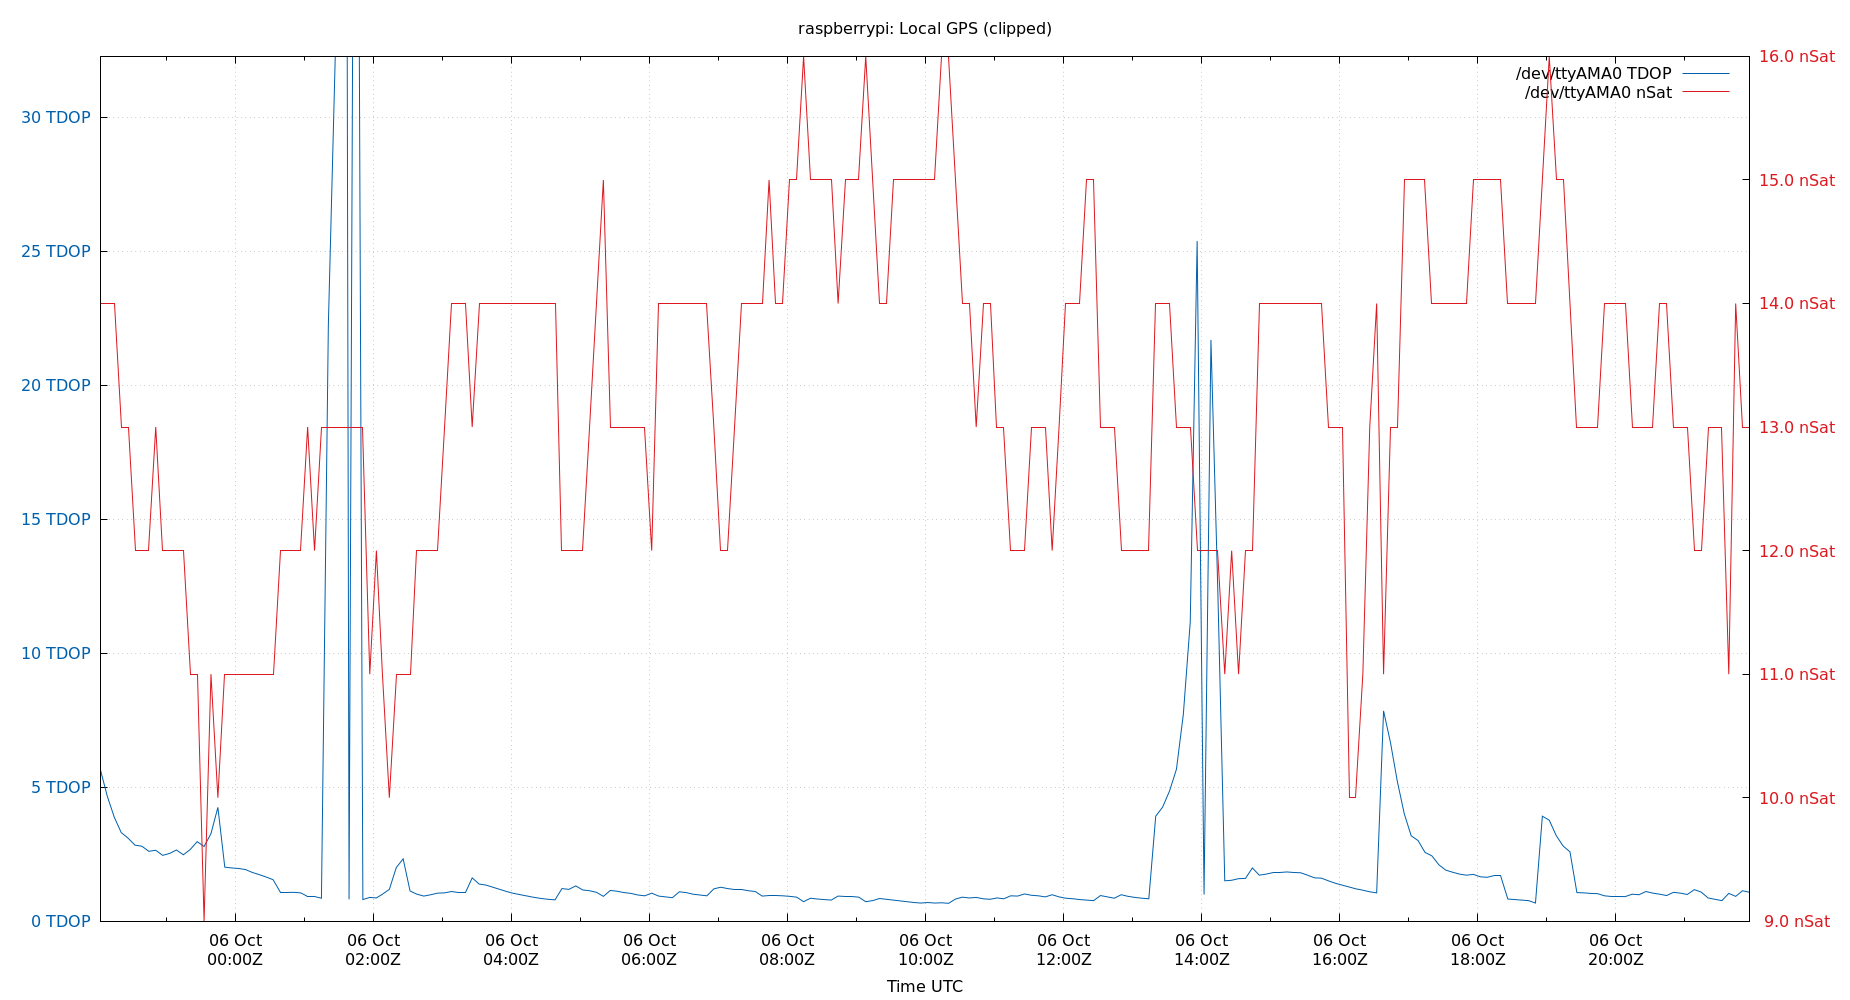 raspberrypi: Local GPS (clipped)
/dev/ttyAMA0 TDOP
/dev/ttyAMA0 nSat
30 TDOP
25 TDOP
20 TDOP
15 TDOP
10 TDOP
5 TDOP
0 TDOP
16.0 nSat
15.0 nSat
14.0 nSat
13.0 nSat
12.0 nSat
11.0 nSat
10.0 nSat
9.0 nSat
06 Oct
00:00Z
06 Oct
02:00Z
06 Oct
04:00Z
06 Oct
06:00Z
06 Oct
08:00Z
06 Oct
10:00Z
06 Oct
12:00Z
06 Oct
14:00Z
06 Oct
16:00Z
06 Oct
18:00Z
06 Oct
20:00Z
Time UTC